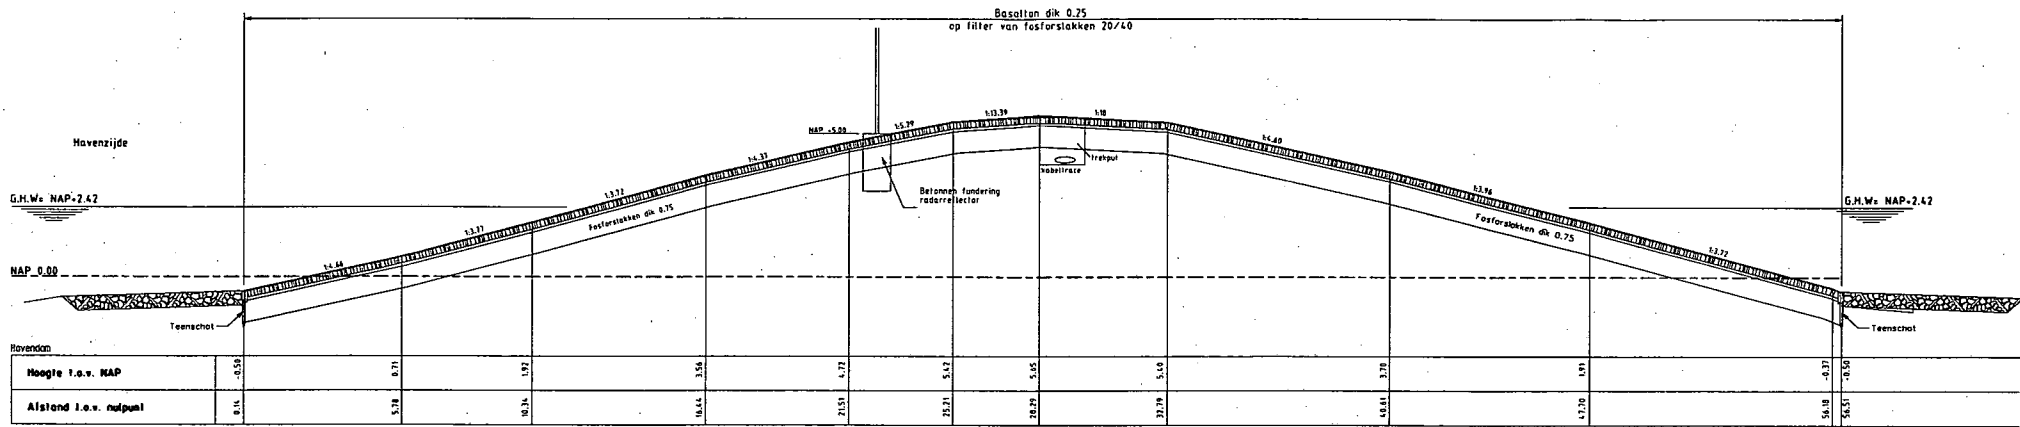 Basalton dik 0.25
op filter van fosforslakken 20/40
Havenzijde
NAP +5.00
1:5.29
1:13.39
1:18
1:4.37
1:4.60
1:3.72
1:3.96
trekput
kabeltrace
Betonnen fundering
radarreflector
G.H.W= NAP+2.42
G.H.W= NAP+2.42
Fosforslakken dik 0.75
Fosforslakken dik 0.75
1:3.77
1:3.72
1:4.66
NAP 0.00
Teenschot
Teenschot
Havendam
Hoogte t.o.v. NAP -0.50 0.71 1.92 3.56 4.72 5.42 5.65 5.40 3.70 1.91 -0.37 -0.50
Afstand t.o.v. nulpunt 0.14 5.78 10.34 16.44 21.51 25.21 28.29 32.79 40.61 47.70 56.18 56.51